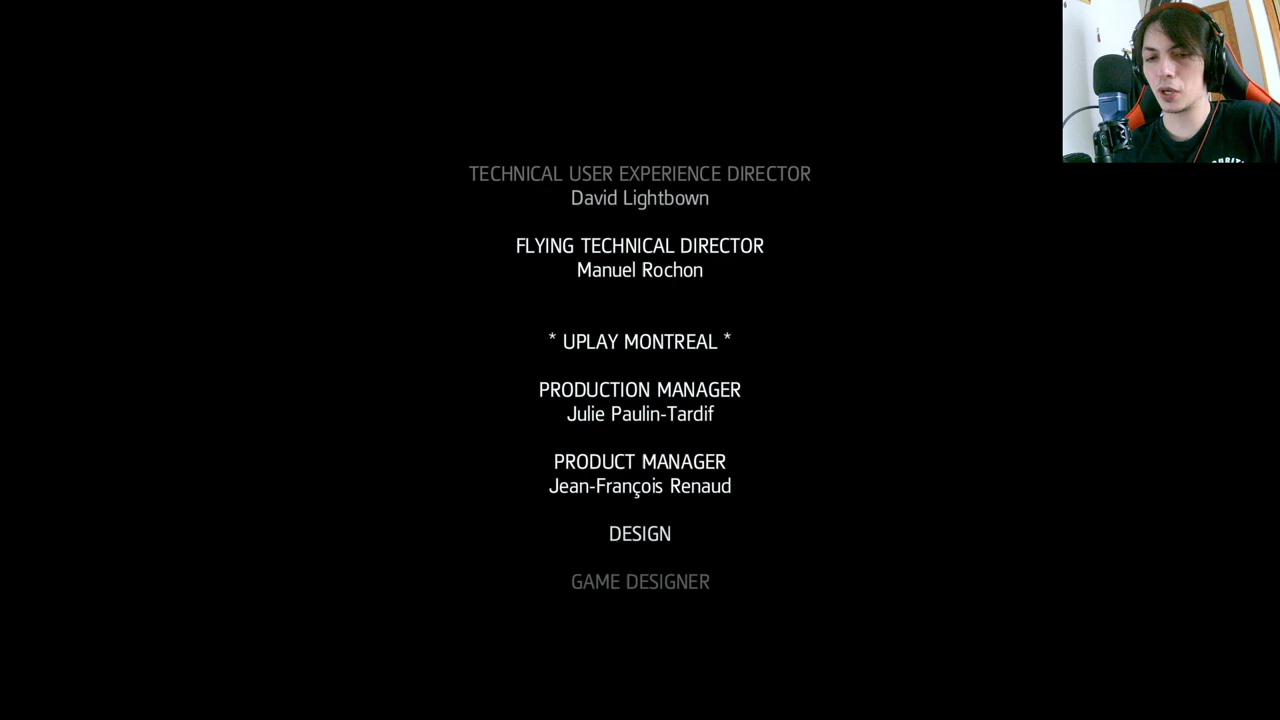 TECHNICAL USER EXPERIENCE DIRECTOR
David Lightbown
FLYING TECHNICAL DIRECTOR
Manuel Rochon
* UPLAY MONTREAL *
PRODUCTION MANAGER
Julie Paulin-Tardif
PRODUCT MANAGER
Jean-François Renaud
DESIGN
GAME DESIGNER